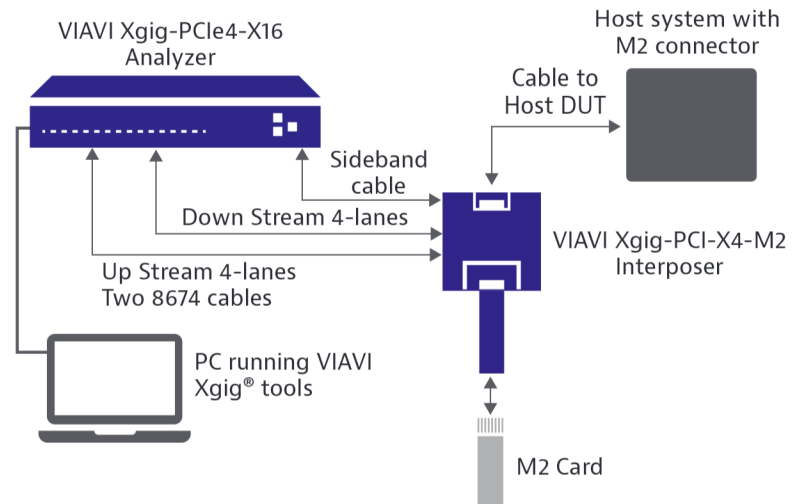 VIAVI Xgig-PCIe4-X16
Analyzer
Host system with
M2 connector
Cable to
Host DUT
Sideband
cable
Down Stream 4-lanes
VIAVI Xgig-PCI-X4-M2
Interposer
Up Stream 4-lanes
Two 8674 cables
PC running VIAVI
Xgig® tools
M2 Card